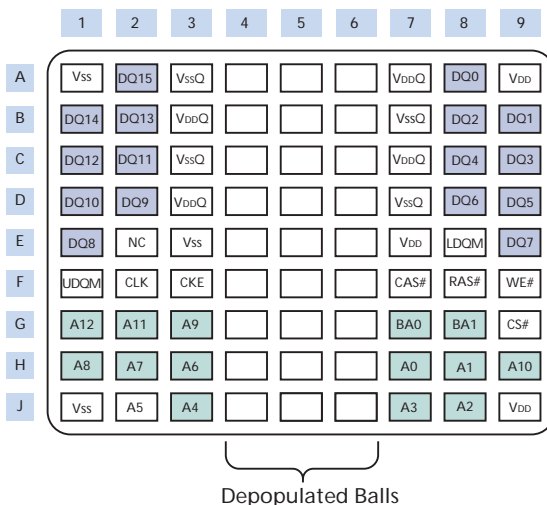 1 2 3 4 5 6 7 8 9
A Vss DQ15 VssQ VDDQ DQ0 VDD
B DQ14 DQ13 VDDQ VssQ DQ2 DQ1
C DQ12 DQ11 VssQ VDDQ DQ4 DQ3
D DQ10 DQ9 VDDQ VssQ DQ6 DQ5
E DQ8 NC Vss VDD LDQM DQ7
F UDQM CLK CKE CAS# RAS# WE#
G A12 A11 A9 BA0 BA1 CS#
H A8 A7 A6 A0 A1 A10
J Vss A5 A4 A3 A2 VDD
Depopulated Balls